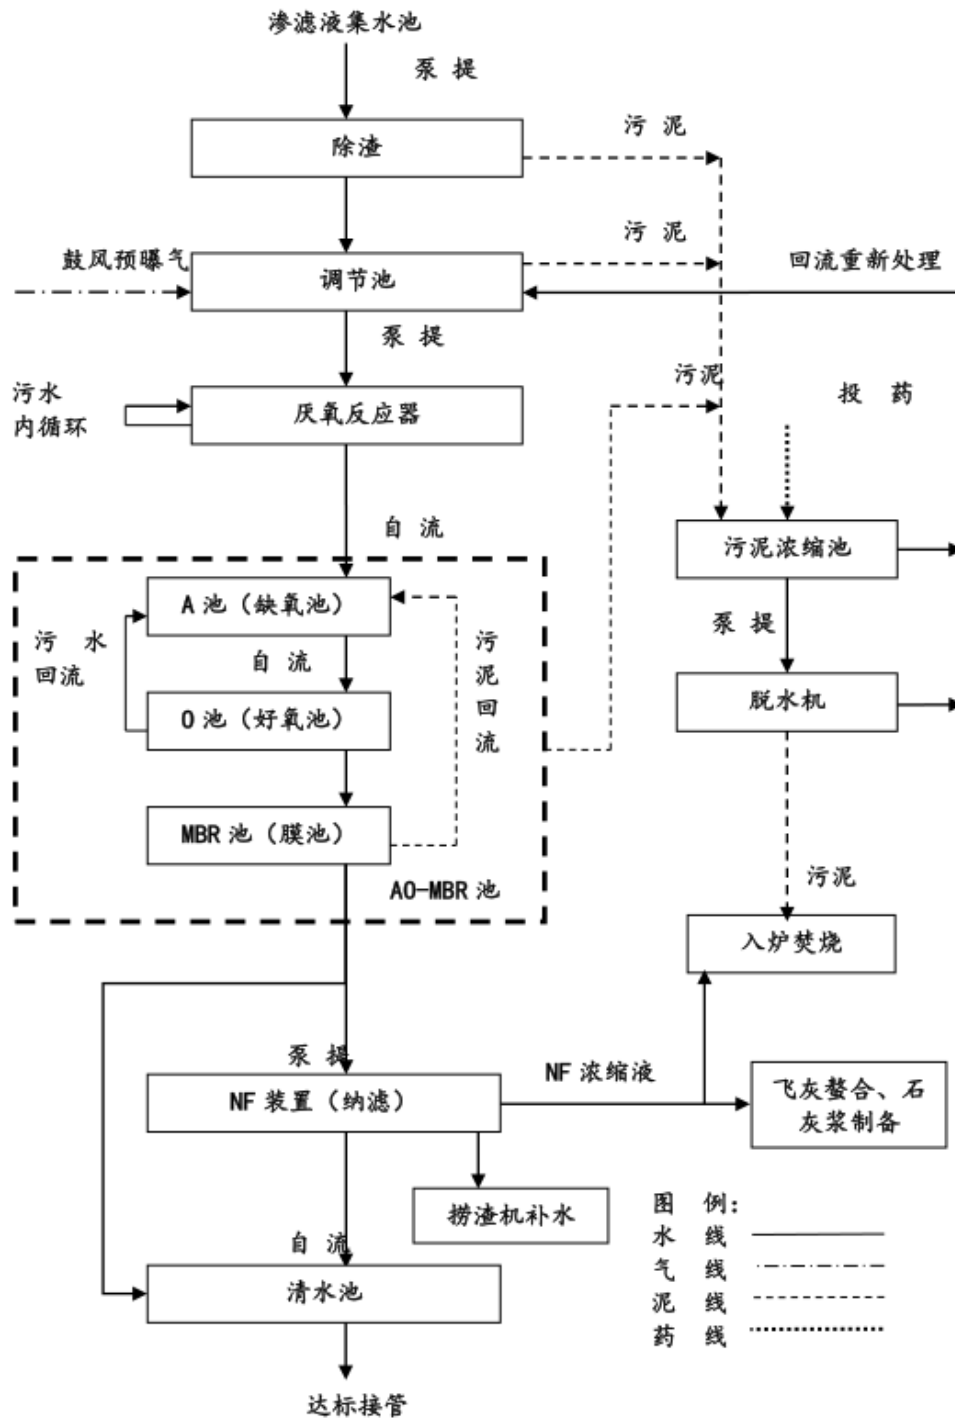 渗滤液集水池
泵 提
除渣
污 泥
鼓风预曝气
调节池
污 泥
回流重新处理
泵 提
污水
内循环
厌氧反应器
污泥
投 药
自 流
污泥浓缩池
A 池（缺氧池）
污 水
回流
自 流
污
泥
回
流
泵 提
O 池（好氧池）
脱水机
MBR 池（膜池）
AO-MBR 池
污泥
入炉焚烧
泵 提
NF 装置（纳滤）
NF 浓缩液
飞灰螯合、石
灰浆制备
捞渣机补水
自 流
清水池
达标接管
图 例：
水 线
气 线
泥 线
药 线